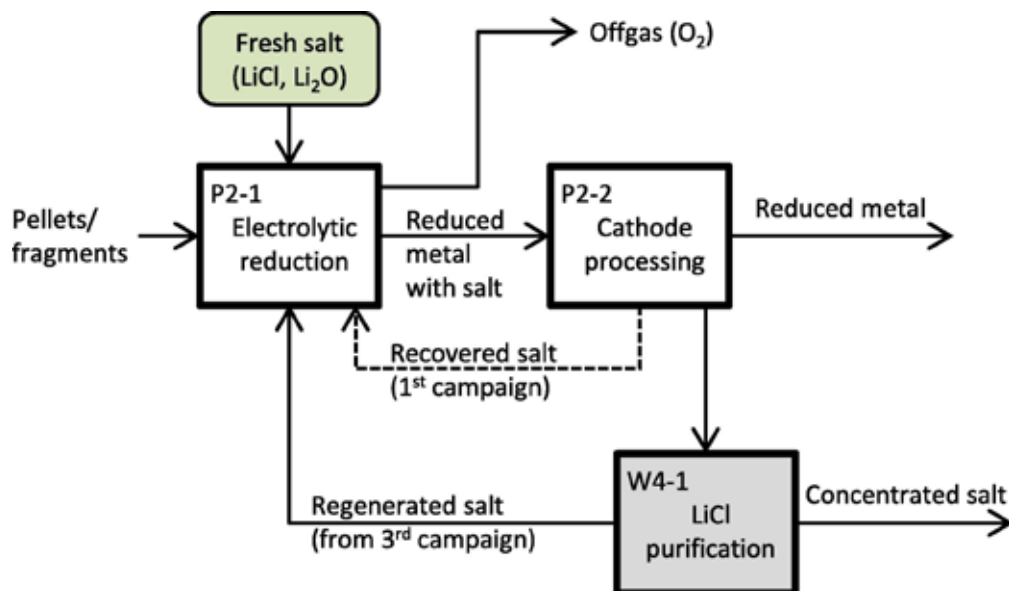 Fresh salt
(LiCl, Li₂O)
Offgas (O₂)
Pellets/
fragments
P2-1
Electrolytic
reduction
Reduced
metal
with salt
P2-2
Cathode
processing
Reduced metal
Recovered salt
(1ˢᵗ campaign)
Regenerated salt
(from 3ʳᵈ campaign)
W4-1
LiCl
purification
Concentrated salt